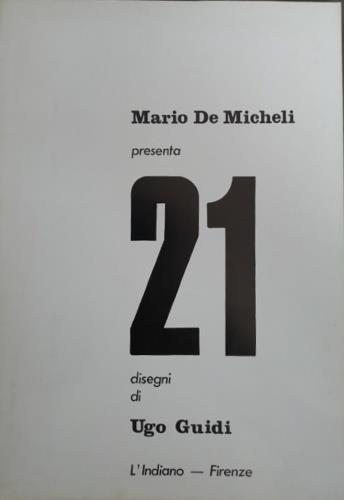 Mario De Micheli
presenta
21
disegni
di
Ugo Guidi
L'Indiano — Firenze